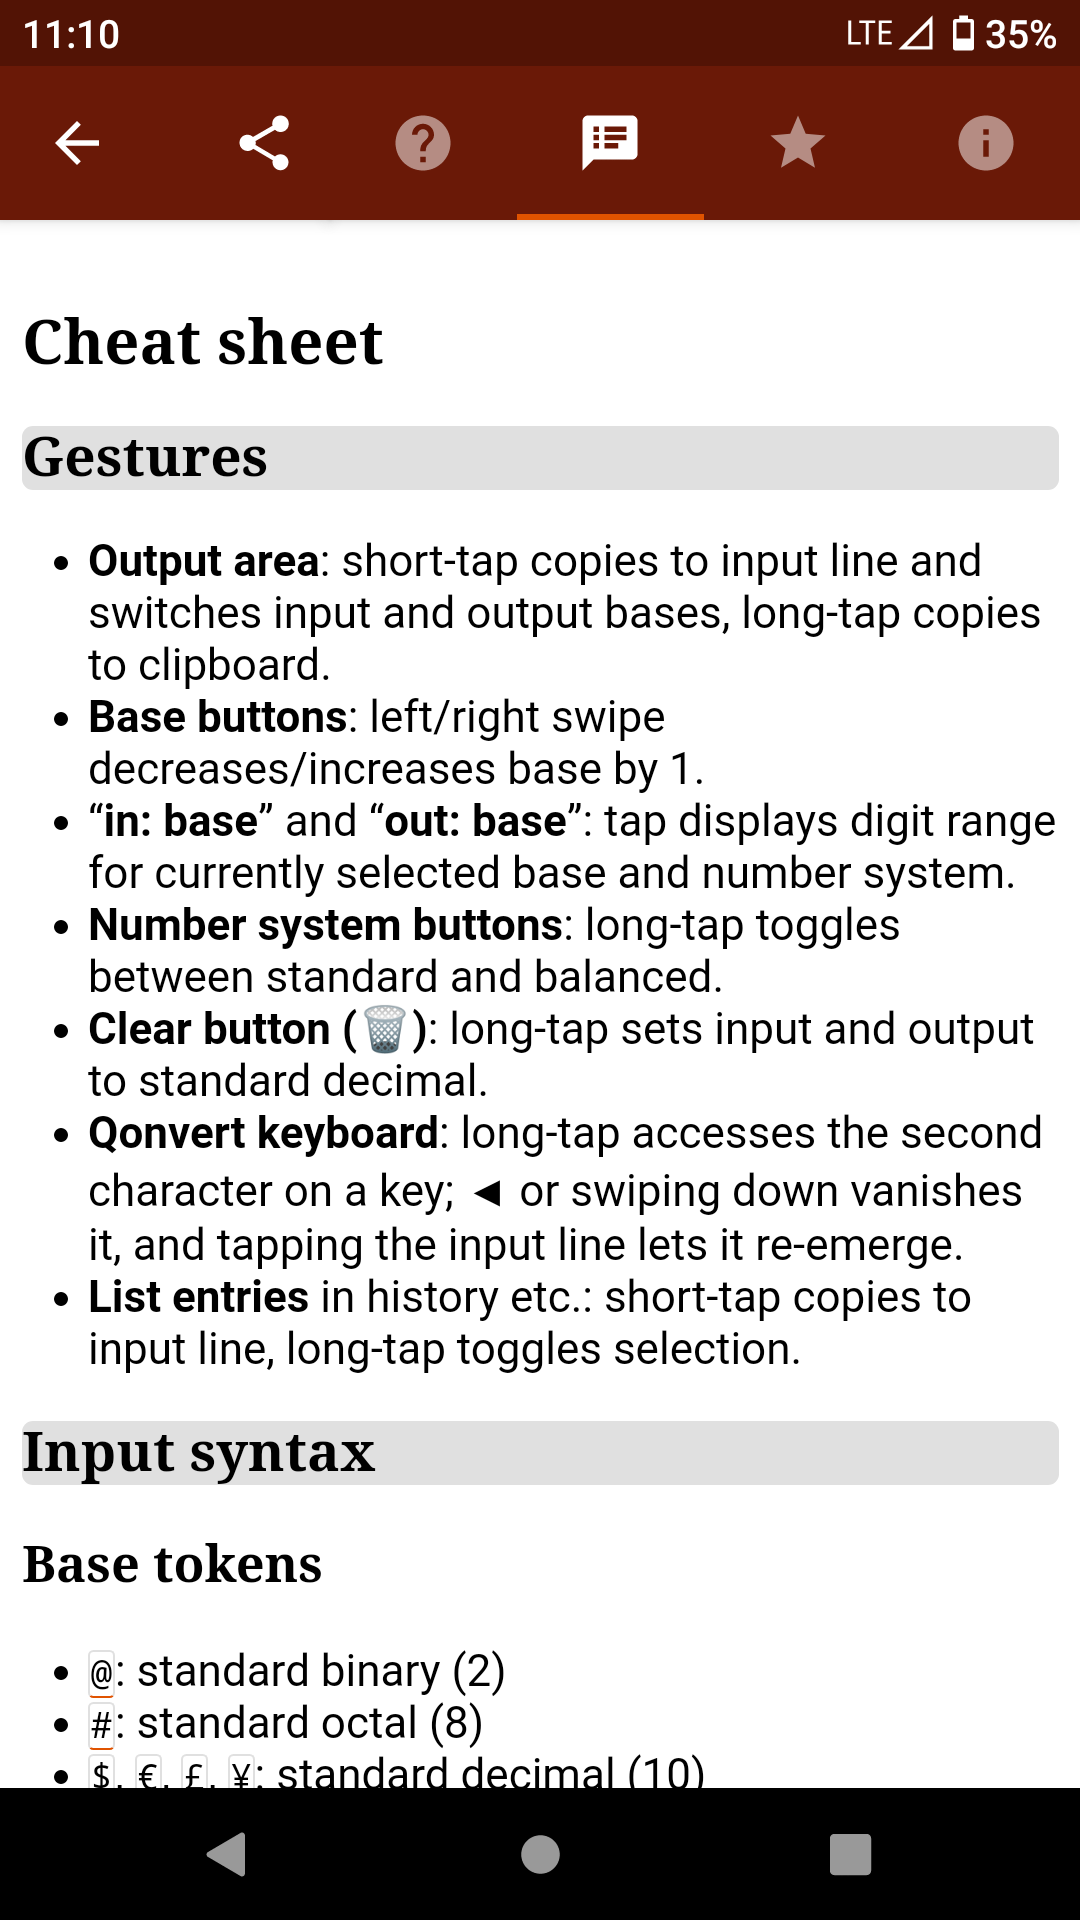 11:10
LTE 35%
Cheat sheet
Gestures
• Output area: short-tap copies to input line and
switches input and output bases, long-tap copies
to clipboard.
• Base buttons: left/right swipe
decreases/increases base by 1.
• “in: base” and “out: base”: tap displays digit range
for currently selected base and number system.
• Number system buttons: long-tap toggles
between standard and balanced.
• Clear button (🗑️): long-tap sets input and output
to standard decimal.
• Qonvert keyboard: long-tap accesses the second
character on a key; ◄ or swiping down vanishes
it, and tapping the input line lets it re-emerge.
• List entries in history etc.: short-tap copies to
input line, long-tap toggles selection.
Input syntax
Base tokens
• @: standard binary (2)
• #: standard octal (8)
• $, €, £, ¥: standard decimal (10)